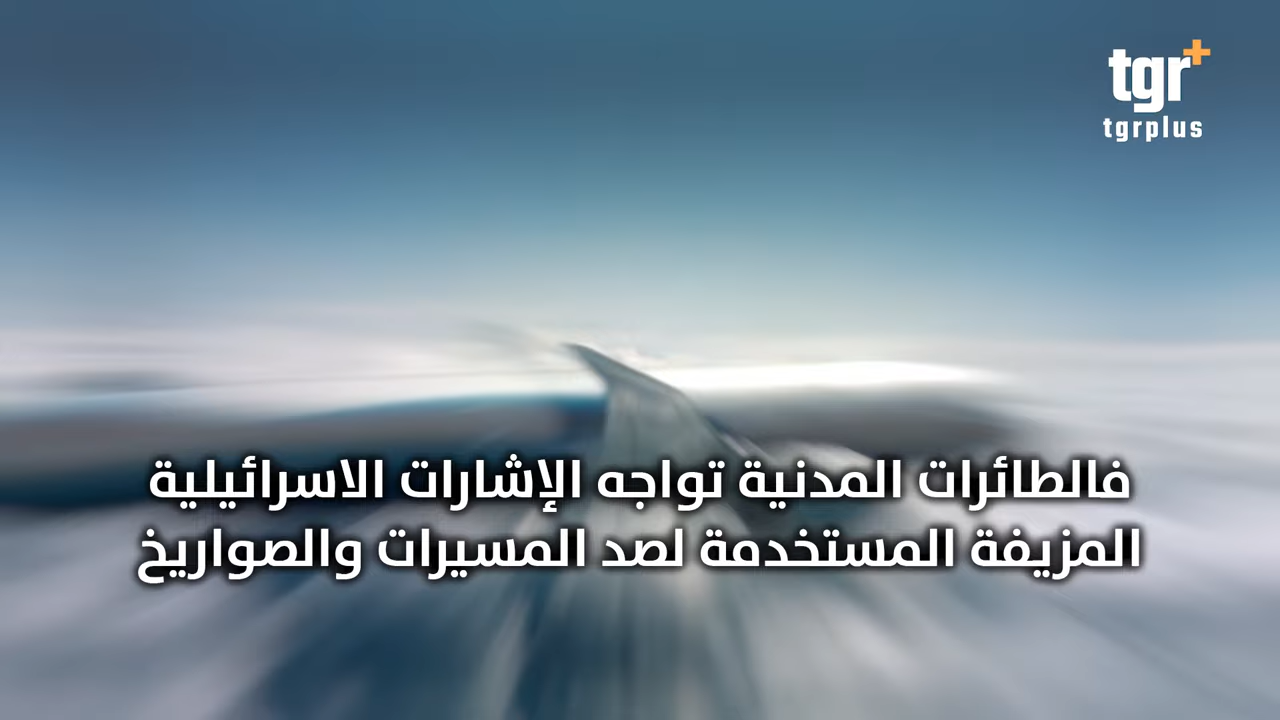 tgr+
tgrplus
فالطائرات المدنية تواجه الإشارات الاسرائيلية
المزيفة المستخدمة لصد المسيرات والصواريخ